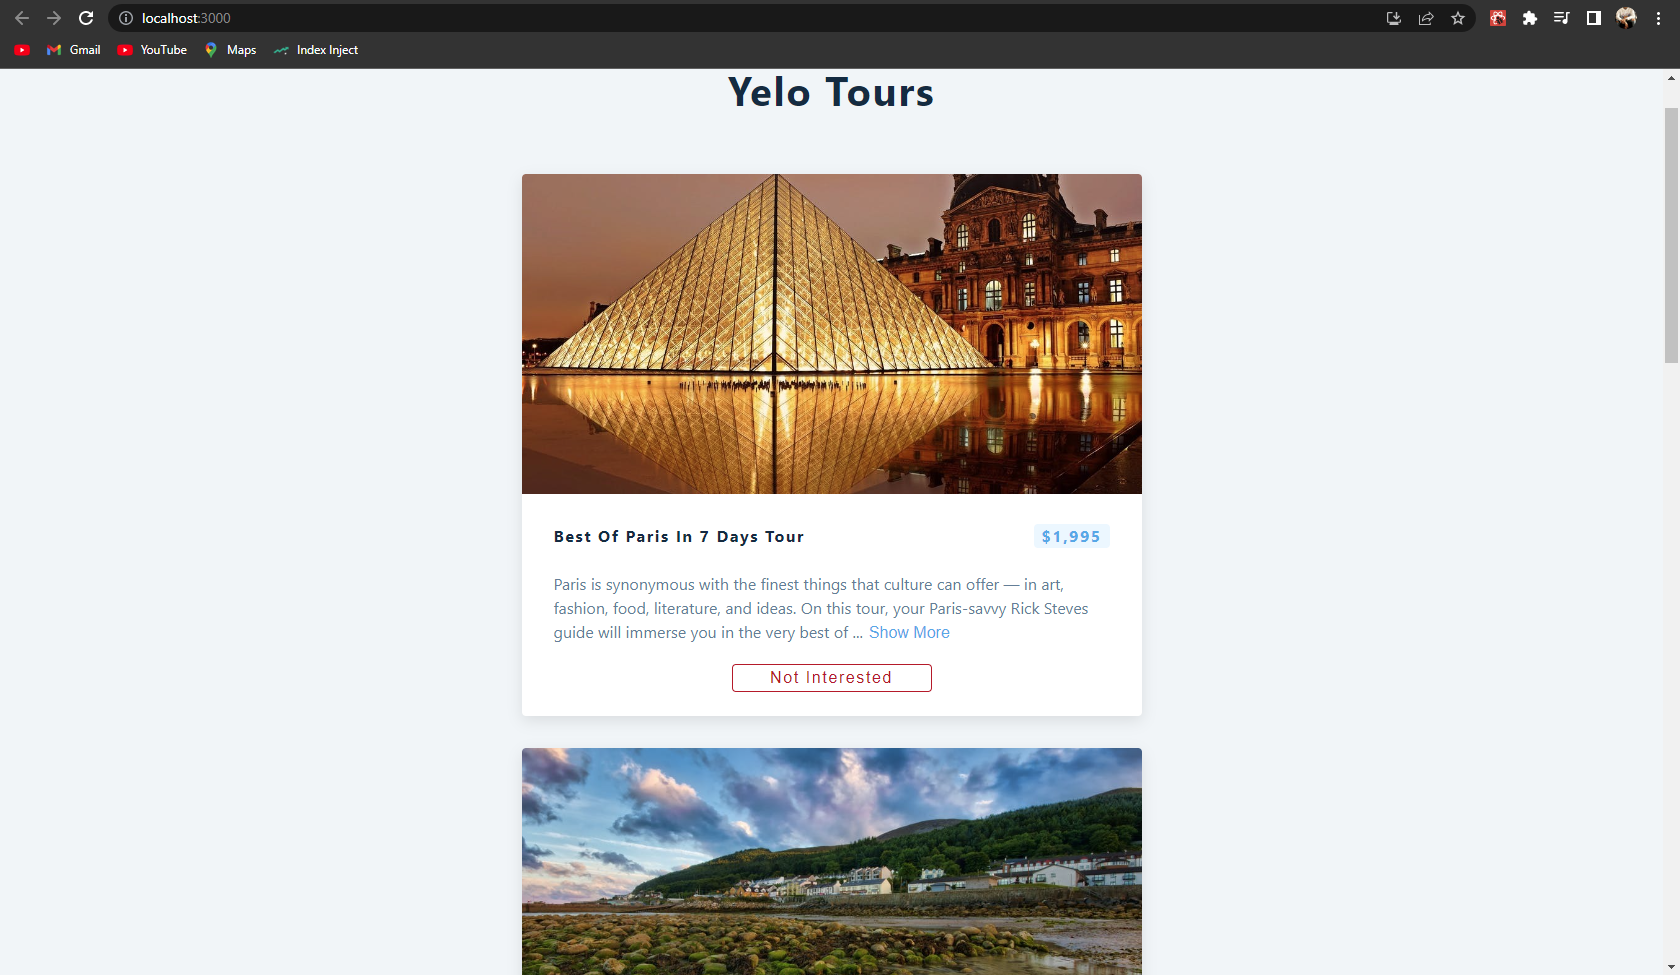 localhost:3000
Gmail
YouTube
Maps
Index Inject
Yelo Tours
Best Of Paris In 7 Days Tour
$1,995
Paris is synonymous with the finest things that culture can offer — in art,
fashion, food, literature, and ideas. On this tour, your Paris-savvy Rick Steves
guide will immerse you in the very best of ... Show More
Not Interested